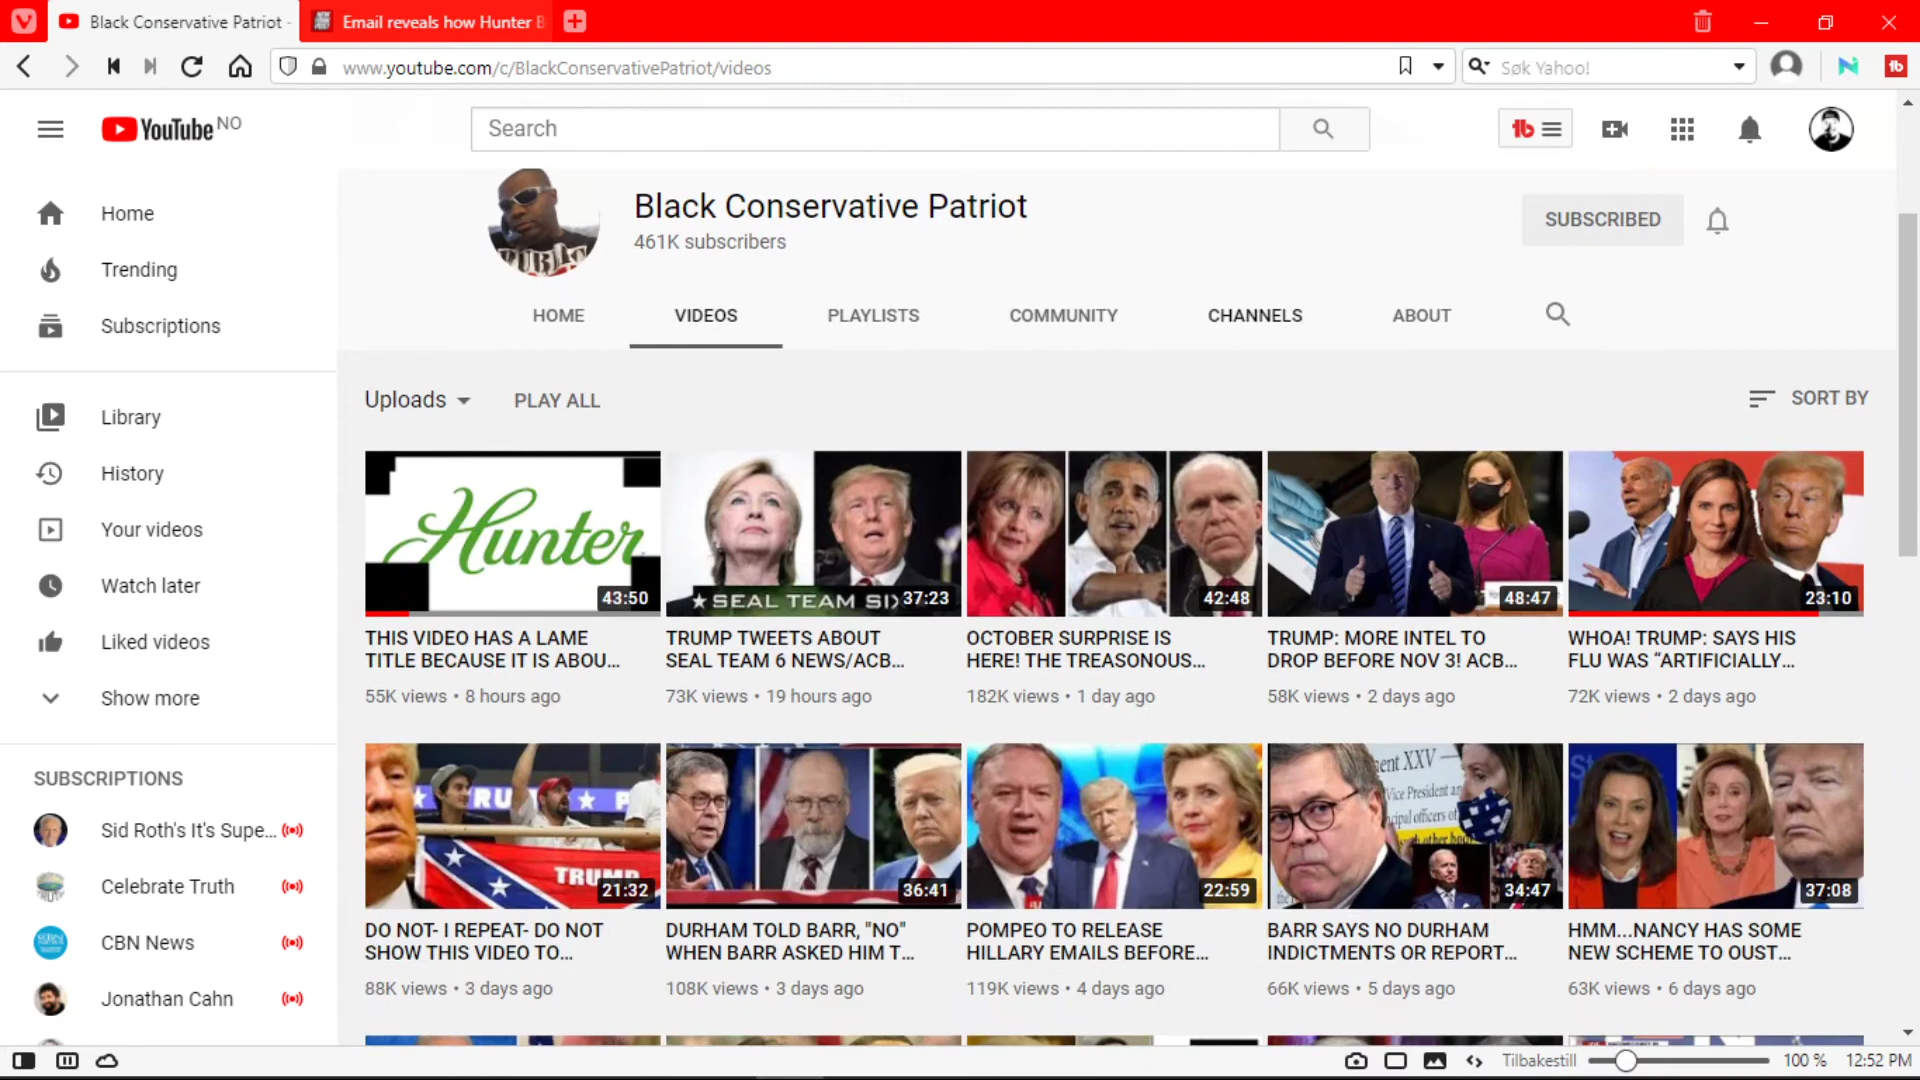 Black Conservative Patriot -
Email reveals how Hunter B
www.youtube.com/c/BlackConservativePatriot/videos
Søk Yahoo!
YouTube NO
Search
Home
Trending
Subscriptions
Library
History
Your videos
Watch later
Liked videos
Show more
SUBSCRIPTIONS
Sid Roth's It's Supe...
Celebrate Truth
CBN News
Jonathan Cahn
Black Conservative Patriot
461K subscribers
SUBSCRIBED
HOME
VIDEOS
PLAYLISTS
COMMUNITY
CHANNELS
ABOUT
Uploads
PLAY ALL
SORT BY
Hunter
43:50
THIS VIDEO HAS A LAME
TITLE BECAUSE IT IS ABOU...
55K views • 8 hours ago
SEAL TEAM SIX
37:23
TRUMP TWEETS ABOUT
SEAL TEAM 6 NEWS/ACB...
73K views • 19 hours ago
42:48
OCTOBER SURPRISE IS
HERE! THE TREASONOUS...
182K views • 1 day ago
48:47
TRUMP: MORE INTEL TO
DROP BEFORE NOV 3! ACB...
58K views • 2 days ago
23:10
WHOA! TRUMP: SAYS HIS
FLU WAS “ARTIFICIALLY...
72K views • 2 days ago
TRUMP
21:32
DO NOT- I REPEAT- DO NOT
SHOW THIS VIDEO TO...
88K views • 3 days ago
36:41
DURHAM TOLD BARR, "NO"
WHEN BARR ASKED HIM T...
108K views • 3 days ago
22:59
POMPEO TO RELEASE
HILLARY EMAILS BEFORE...
119K views • 4 days ago
ent XXV
Vice President a
cipal officers of
34:47
BARR SAYS NO DURHAM
INDICTMENTS OR REPORT...
66K views • 5 days ago
37:08
HMM...NANCY HAS SOME
NEW SCHEME TO OUST...
63K views • 6 days ago
Tilbakestill
100 %
12:52 PM